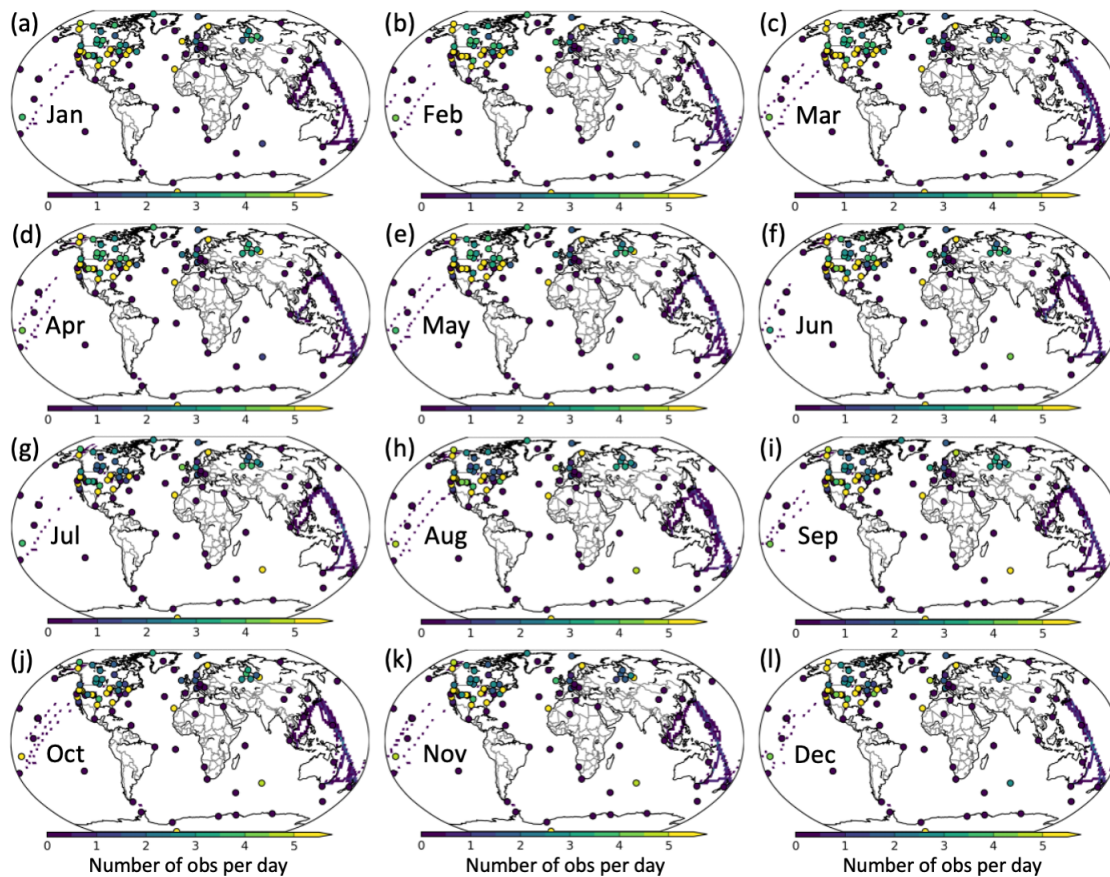 (a) (b) (c)
Jan Feb Mar
0 1 2 3 4 5 0 1 2 3 4 5 0 1 2 3 4 5
(d) (e) (f)
Apr May Jun
0 1 2 3 4 5 0 1 2 3 4 5 0 1 2 3 4 5
(g) (h) (i)
Jul Aug Sep
0 1 2 3 4 5 0 1 2 3 4 5 0 1 2 3 4 5
(j) (k) (l)
Oct Nov Dec
0 1 2 3 4 5 0 1 2 3 4 5 0 1 2 3 4 5
Number of obs per day Number of obs per day Number of obs per day